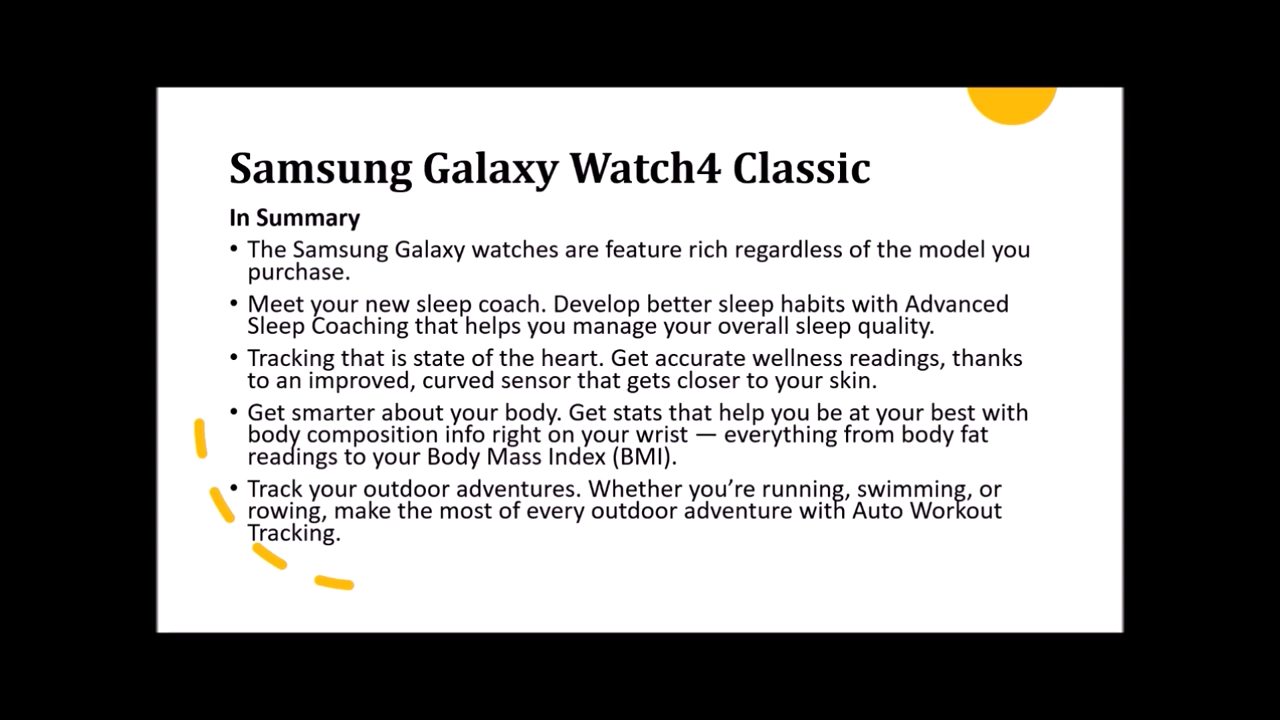 Samsung Galaxy Watch4 Classic
In Summary
• The Samsung Galaxy watches are feature rich regardless of the model you
purchase.
• Meet your new sleep coach. Develop better sleep habits with Advanced
Sleep Coaching that helps you manage your overall sleep quality.
• Tracking that is state of the heart. Get accurate wellness readings, thanks
to an improved, curved sensor that gets closer to your skin.
• Get smarter about your body. Get stats that help you be at your best with
body composition info right on your wrist — everything from body fat
readings to your Body Mass Index (BMI).
• Track your outdoor adventures. Whether you’re running, swimming, or
rowing, make the most of every outdoor adventure with Auto Workout
Tracking.